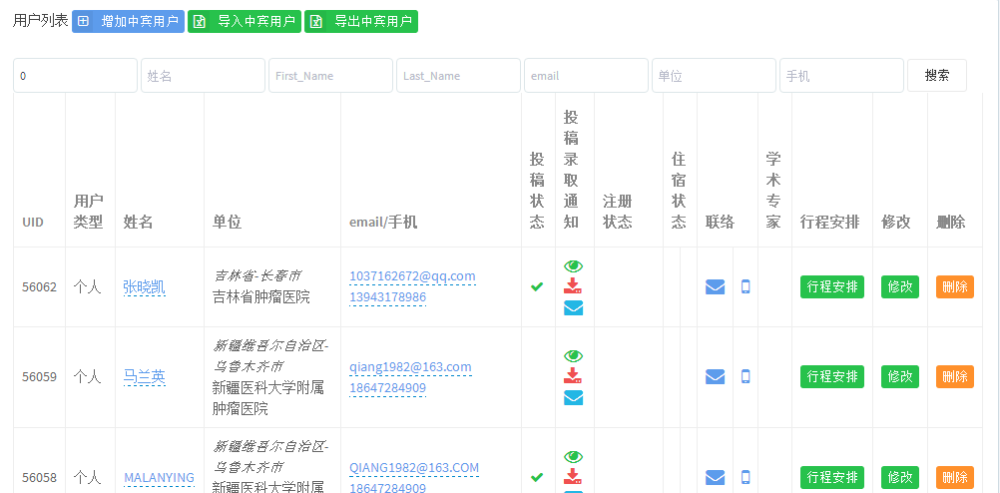 用户列表 增加中宾用户 导入中宾用户 导出中宾用户
0 姓名 First_Name Last_Name email 单位 手机 搜索
UID 用户类型 姓名 单位 email/手机 投稿状态 投稿录取通知 注册状态 住宿状态 联络 学术专家 行程安排 修改 删除
56062 个人 张晓凯 吉林省-长春市 1037162672@qq.com 行程安排 修改 删除
吉林省肿瘤医院 13943178986
56059 个人 马兰英 新疆维吾尔自治区- qiang1982@163.com 行程安排 修改 删除
乌鲁木齐市 18647284909
新疆医科大学附属
肿瘤医院
56058 个人 MALANYING 新疆维吾尔自治区- QIANG1982@163.COM 行程安排 修改 删除
乌鲁木齐市 18647284909
新疆医科大学附属